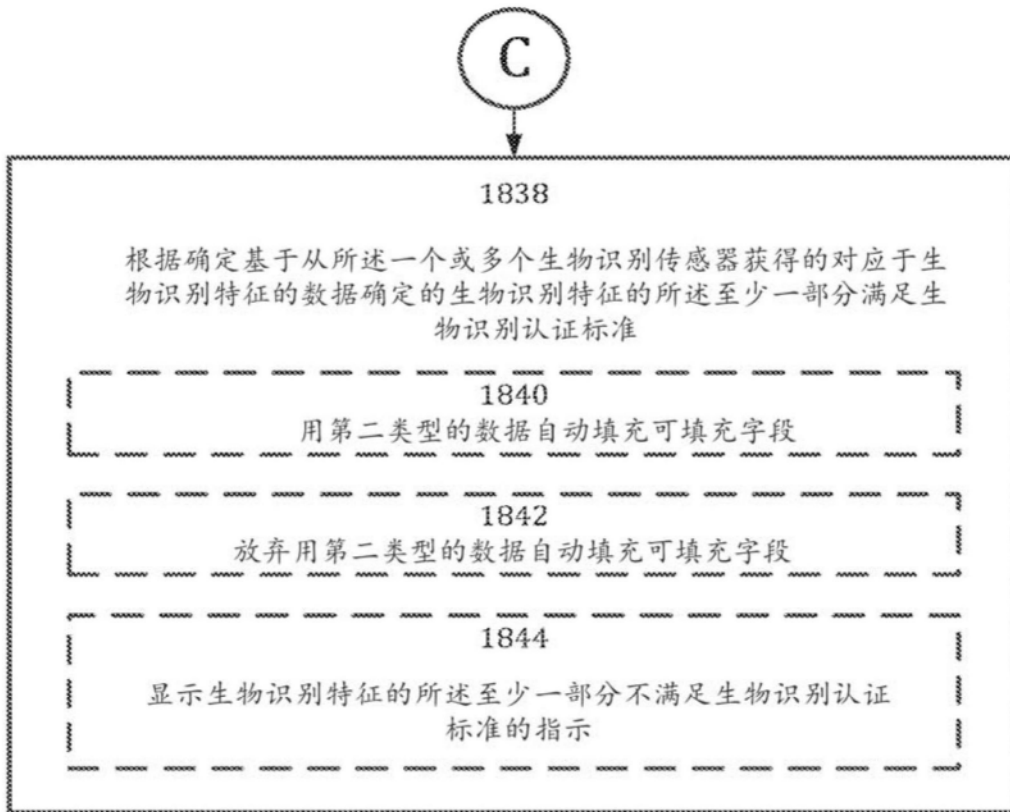 C
1838
根据确定基于从所述一个或多个生物识别传感器获得的对应于生
物识别特征的数据确定的生物识别特征的所述至少一部分满足生
物识别认证标准
1840
用第二类型的数据自动填充可填充字段
1842
放弃用第二类型的数据自动填充可填充字段
1844
显示生物识别特征的所述至少一部分不满足生物识别认证
标准的指示